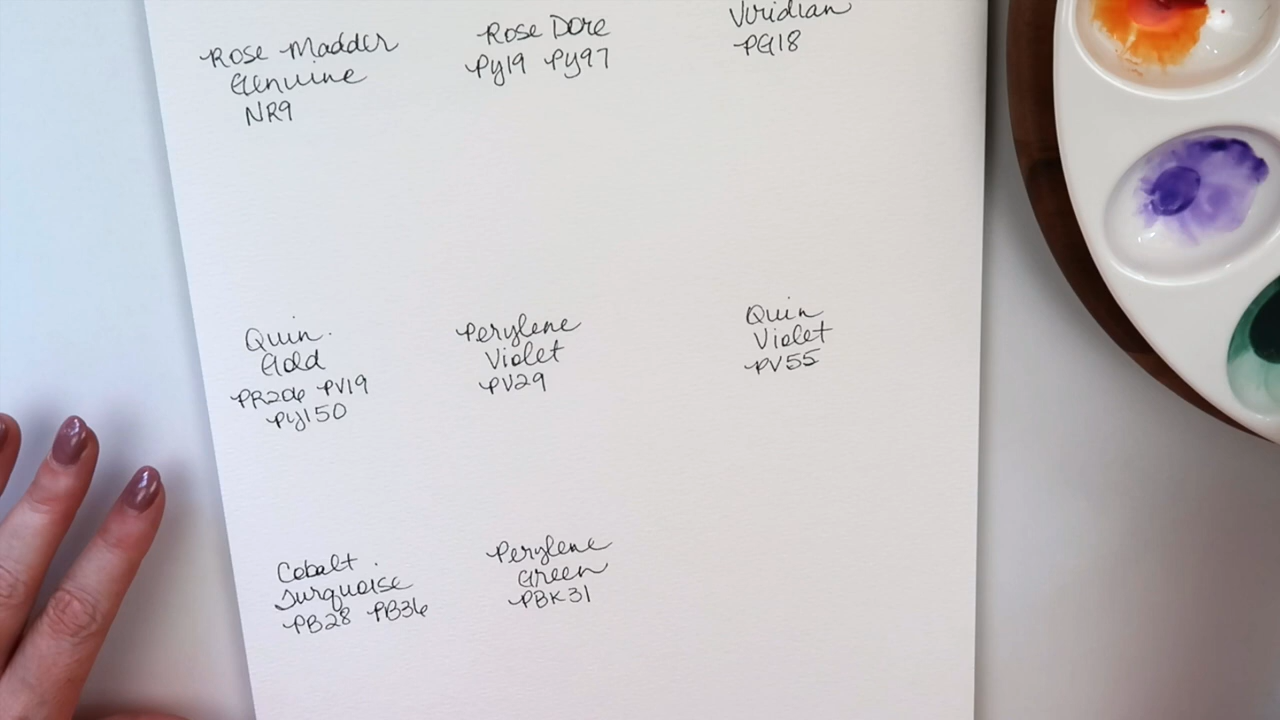 Rose Madder
Genuine
NR9
Rose Dore
PY19 PY97
Viridian
PG18
Quin.
Gold
PR206 PV19
PY150
Perylene
Violet
PV29
Quin
Violet
PV55
Cobalt
Turquoise
PB28 PB36
Perylene
Green
PBK31